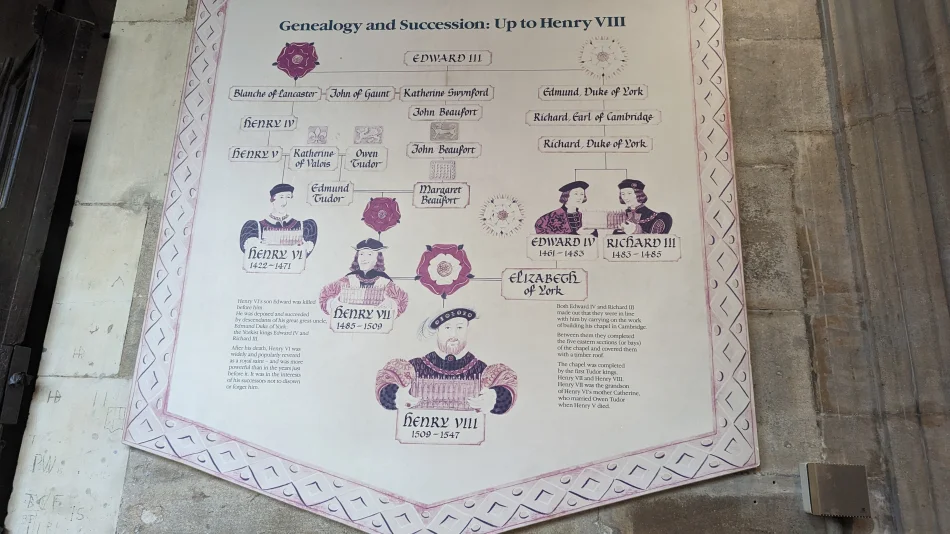 Genealogy and Succession: Up to Henry VIII
EDWARD III
Blanche of Lancaster
John of Gaunt
Katherine Swynford
Edmund, Duke of York
John Beaufort
Richard, Earl of Cambridge
HENRY IV
HENRY V
Katherine
of Valois
Owen
Tudor
John Beaufort
Richard, Duke of York
Edmund
Tudor
Margaret
Beaufort
HENRY VI
1422–1471
EDWARD IV
1461–1483
RICHARD III
1483–1485
ELIZABETH
of York
HENRY VII
1485–1509
HENRY VIII
1509–1547
Henry VI's son Edward was killed
before him.
He was deposed and succeeded
by descendants of his great great uncle,
Edmund Duke of York:
the Yorkist kings Edward IV and
Richard III.
After his death, Henry VI was
widely and popularly revered
as a royal saint – and was more
powerful than in the years just
before it. It was in the interests
of his successors not to disown
or forget him.
Both Edward IV and Richard III
made out that they were in line
with him by carrying on the work
of building his chapel in Cambridge.
Between them they completed
the five eastern sections (or bays)
of the chapel and covered them
with a timber roof.
The chapel was completed
by the first Tudor kings,
Henry VII and Henry VIII.
Henry VII was the grandson
of Henry VI's mother Catherine,
who married Owen Tudor
when Henry V died.